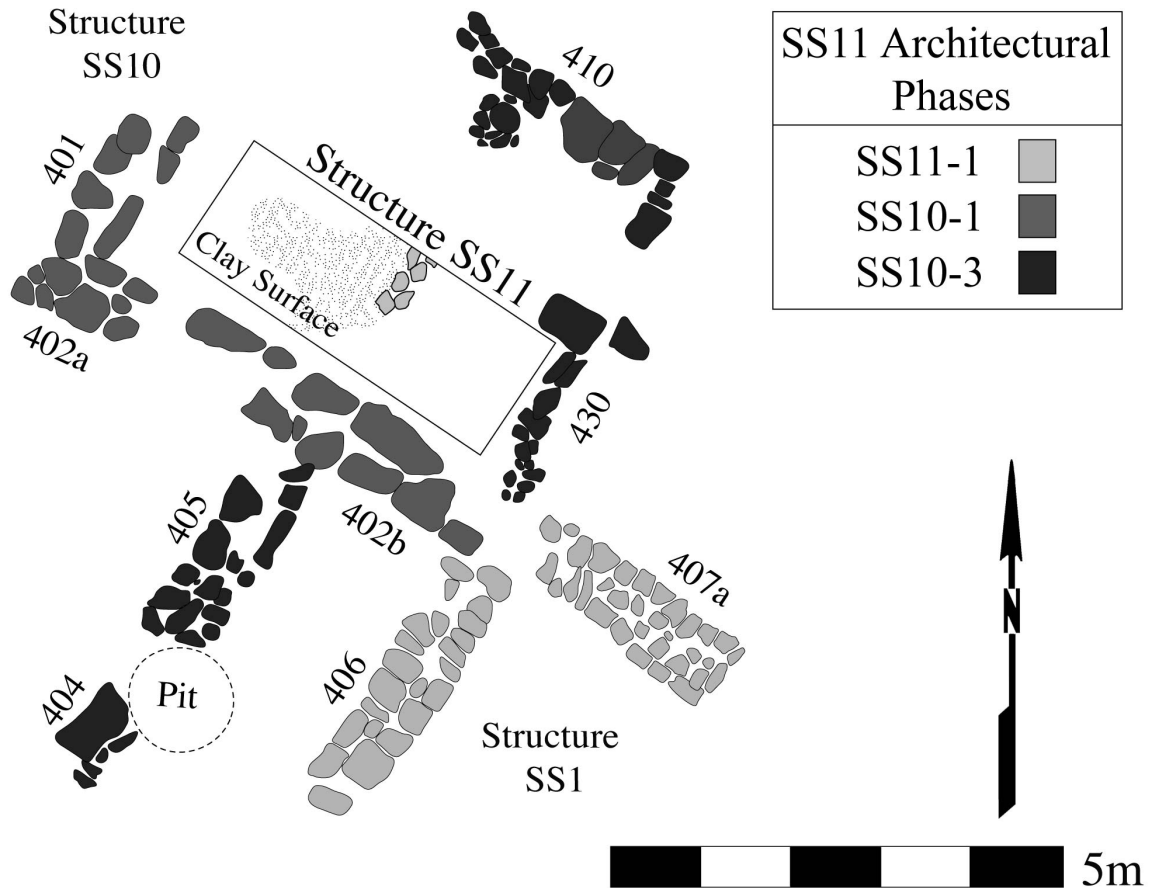 Structure
SS10
410
SS11 Architectural
Phases
SS11-1
SS10-1
SS10-3
401
Structure SS11
Clay Surface
402a
430
405
402b
407a
406
404
Pit
Structure
SS1
N
5m